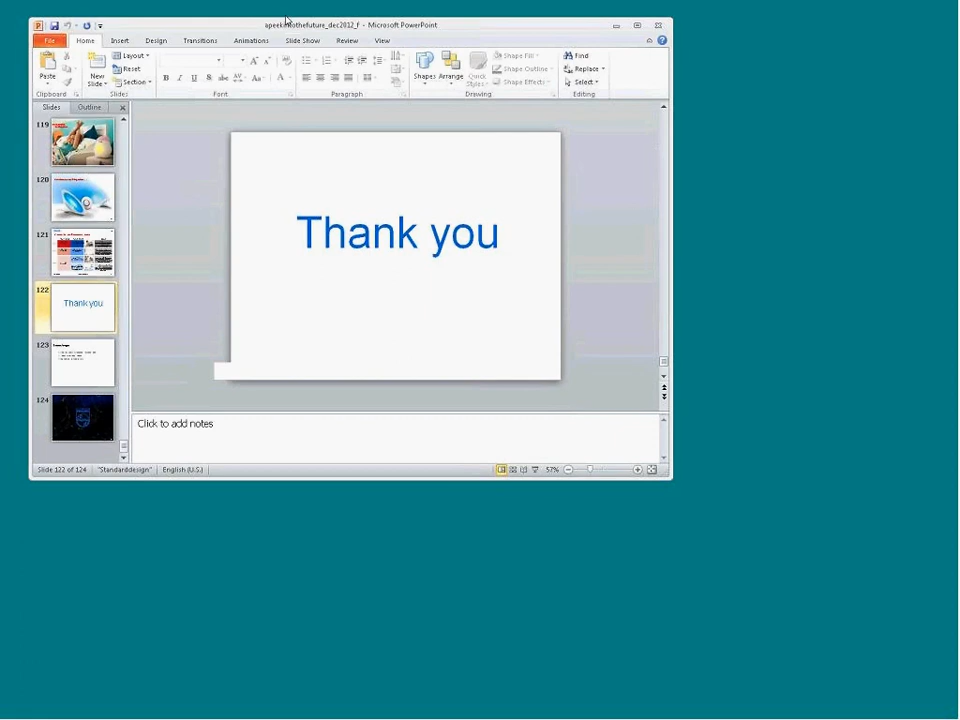 apeekintothefuture_dec2012_f - Microsoft PowerPoint
File Home Insert Design Transitions Animations Slide Show Review View
Paste
Clipboard
New Slide
Layout
Reset
Section
Slides
Font
Paragraph
Shapes Arrange Quick Styles
Shape Fill
Shape Outline
Shape Effects
Drawing
Find
Replace
Select
Editing
Slides Outline
119
120
121
122
Thank you
123
124
Thank you
Click to add notes
Slide 122 of 124 "Standarddesign" English (U.S.) 57%